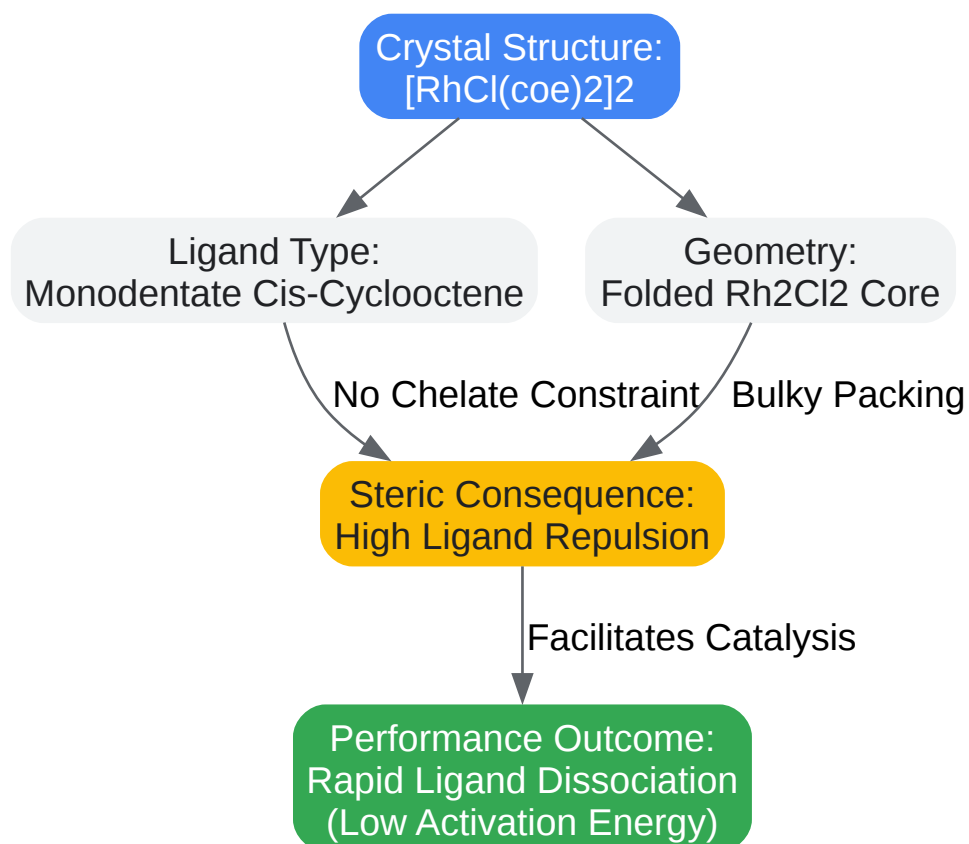 Crystal Structure:
[RhCl(coe)2]2
Ligand Type:
Monodentate Cis-Cyclooctene
Geometry:
Folded Rh2Cl2 Core
No Chelate Constraint
Bulky Packing
Steric Consequence:
High Ligand Repulsion
Facilitates Catalysis
Performance Outcome:
Rapid Ligand Dissociation
(Low Activation Energy)